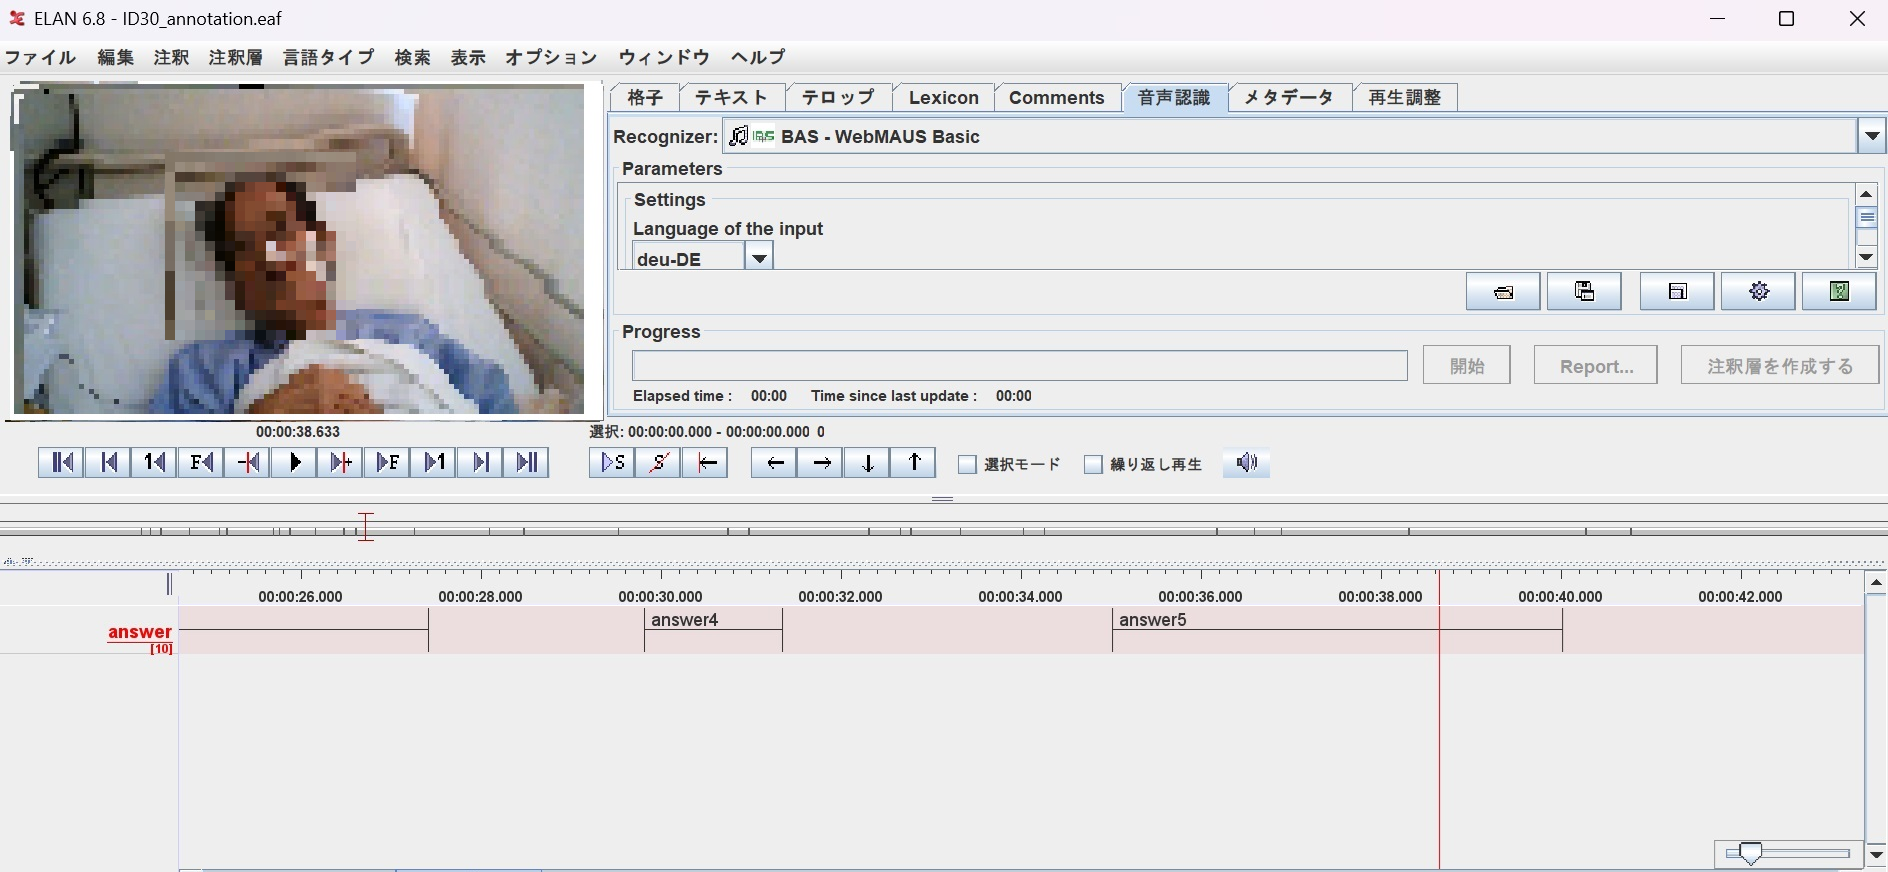 ELAN 6.8 - ID30_annotation.eaf
ファイル 編集 注釈 注釈層 言語タイプ 検索 表示 オプション ウィンドウ ヘルプ
格子 テキスト テロップ Lexicon Comments 音声認識 メタデータ 再生調整
Recognizer: BAS - WebMAUS Basic
Parameters
Settings
Language of the input
deu-DE
Progress
開始 Report... 注釈層を作成する
Elapsed time : 00:00 Time since last update : 00:00
00:00:38.633 選択: 00:00:00.000 - 00:00:00.000 0
1 F F 1 S S 選択モード 繰り返し再生
00:00:26.000 00:00:28.000 00:00:30.000 00:00:32.000 00:00:34.000 00:00:36.000 00:00:38.000 00:00:40.000 00:00:42.000
answer answer4 answer5
[10]